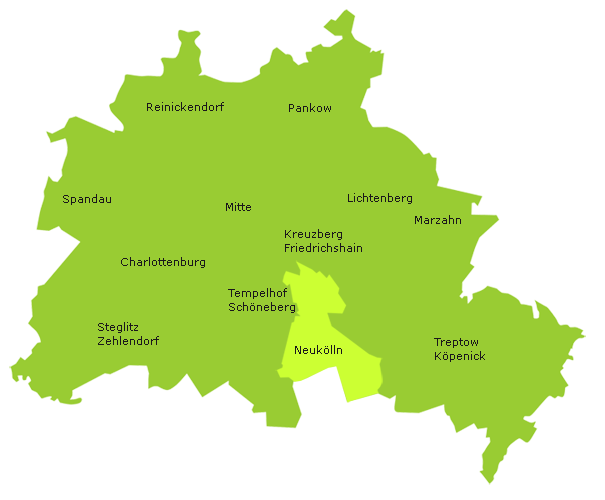 Reinickendorf
Pankow
Spandau
Mitte
Lichtenberg
Marzahn
Kreuzberg
Friedrichshain
Charlottenburg
Tempelhof
Schöneberg
Steglitz
Zehlendorf
Neukölln
Treptow
Köpenick